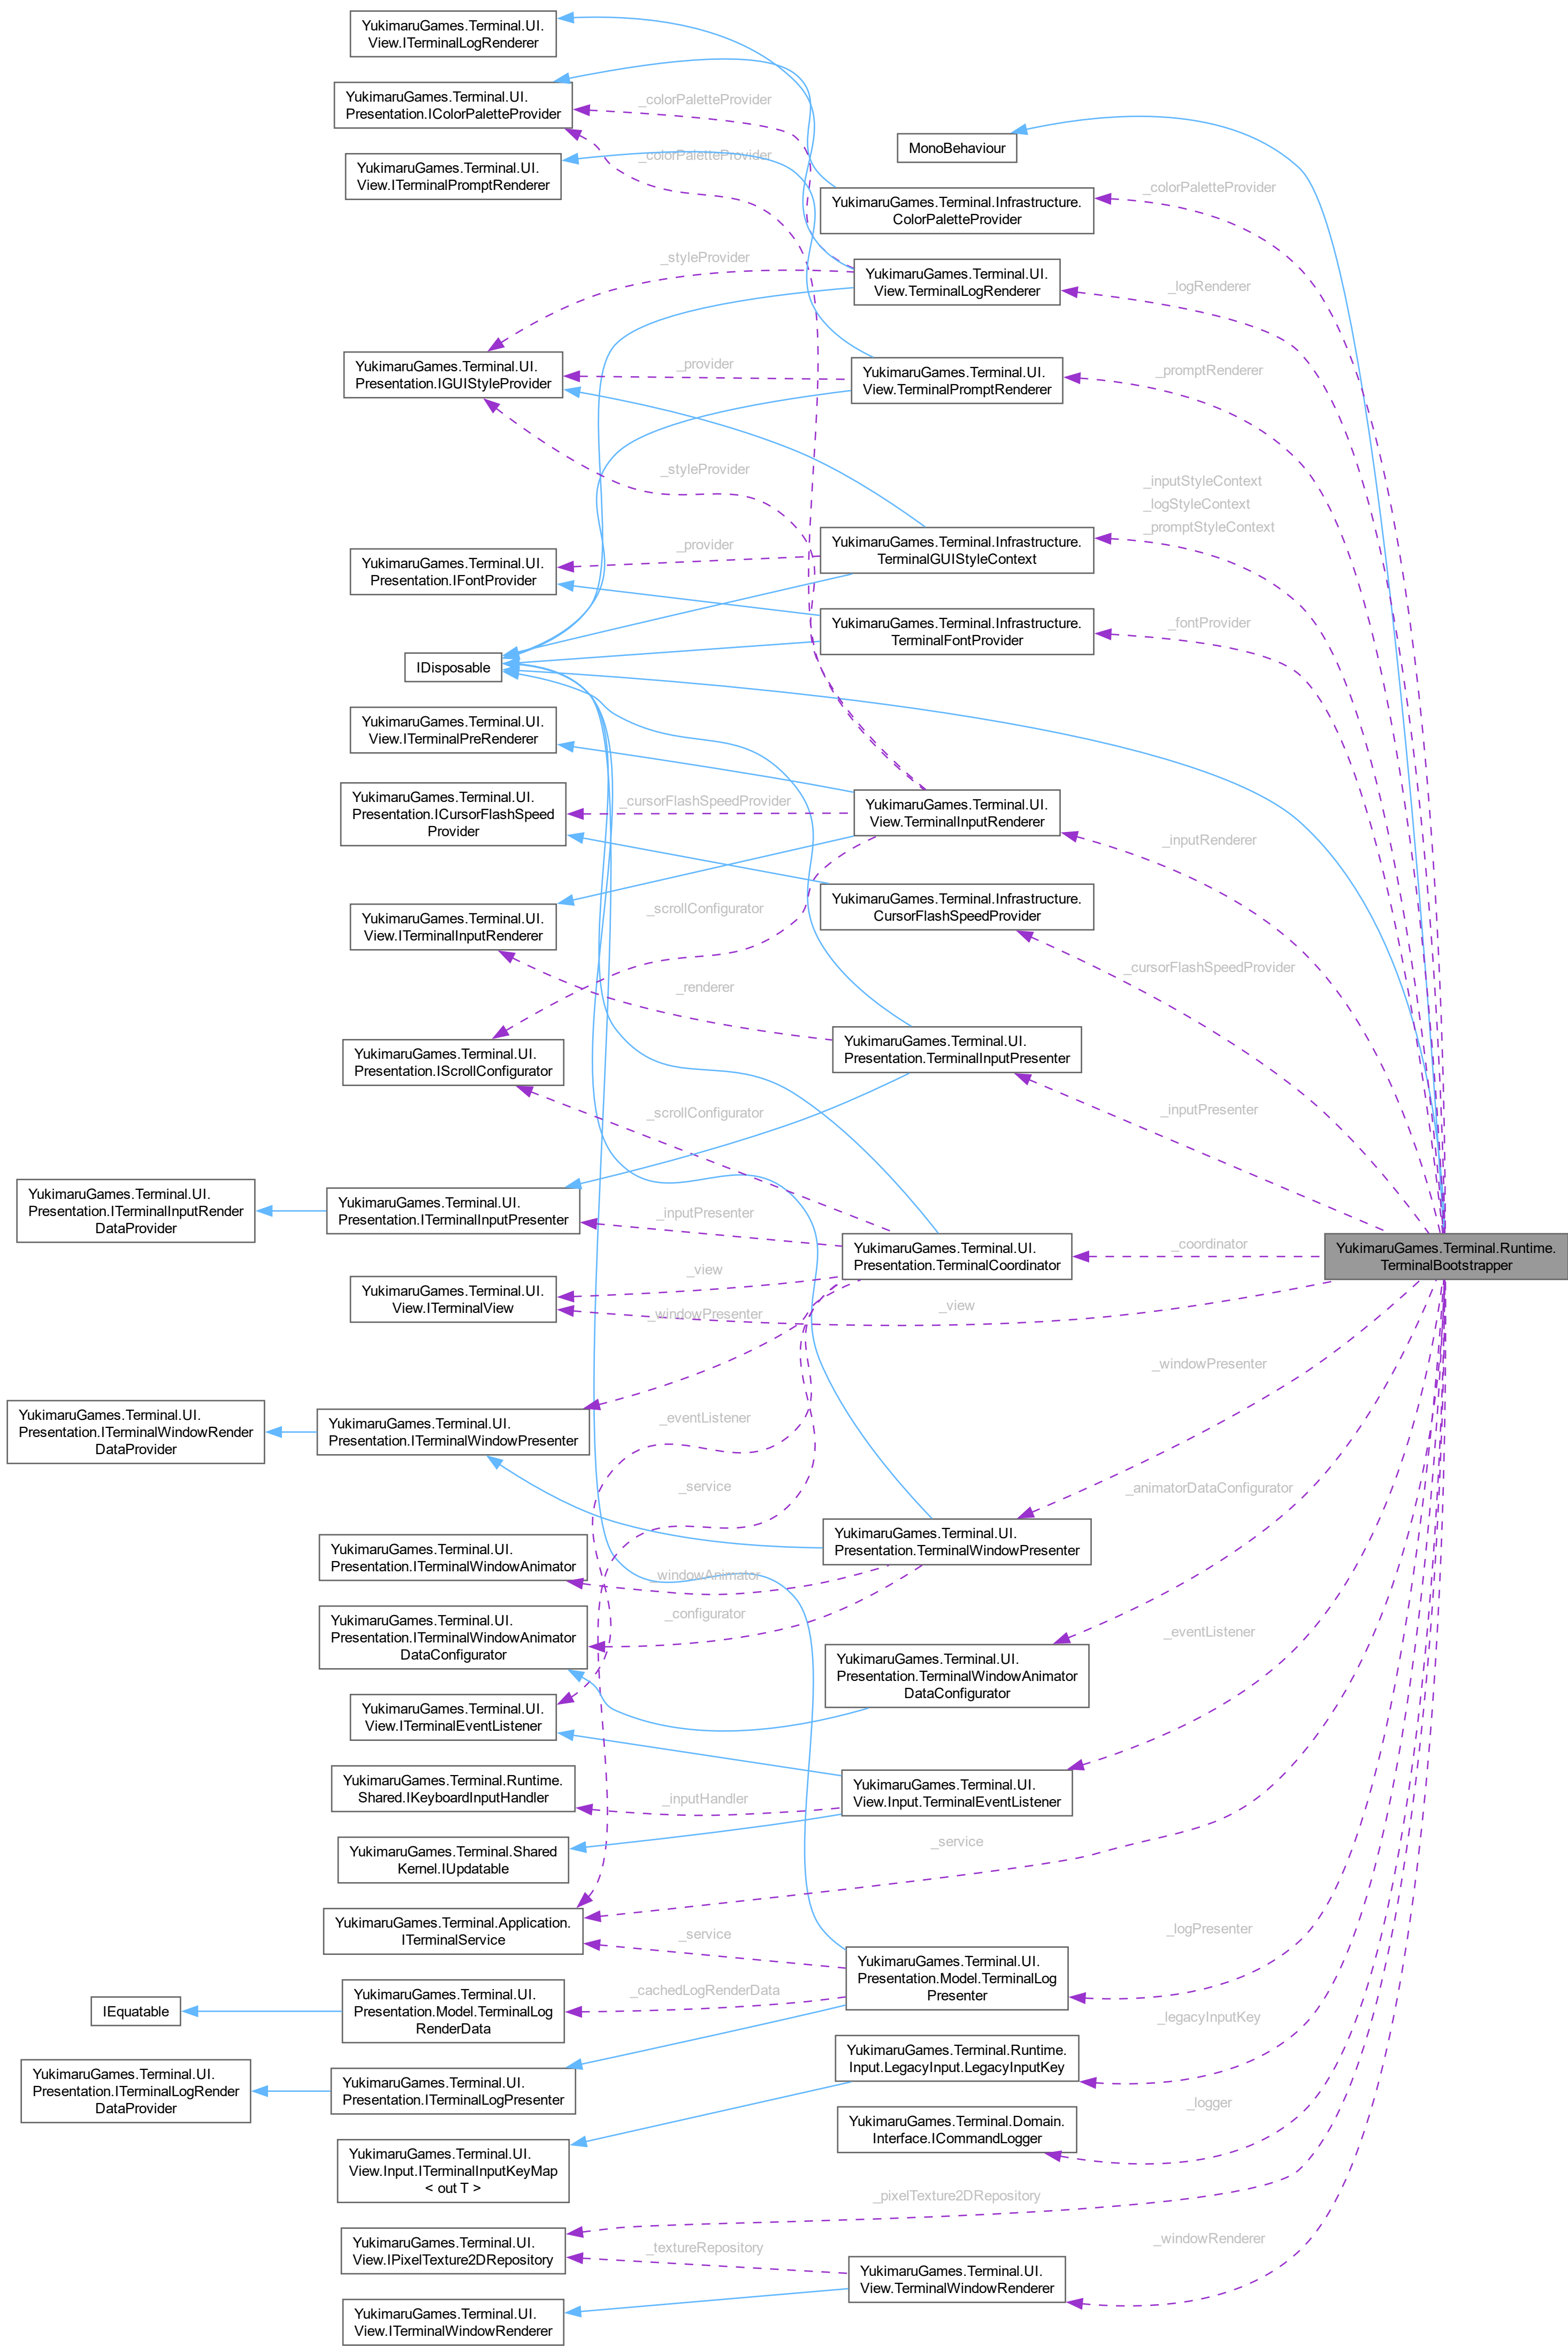 YukimaruGames.Terminal.UI.
View.ITerminalLogRenderer
YukimaruGames.Terminal.UI.
Presentation.IColorPaletteProvider
_colorPaletteProvider
MonoBehaviour
YukimaruGames.Terminal.UI.
View.ITerminalPromptRenderer
_colorPaletteProvider
YukimaruGames.Terminal.Infrastructure.
ColorPaletteProvider
_colorPaletteProvider
_styleProvider
YukimaruGames.Terminal.UI.
View.TerminalLogRenderer
_logRenderer
YukimaruGames.Terminal.UI.
Presentation.IGUIStyleProvider
_provider
YukimaruGames.Terminal.UI.
View.TerminalPromptRenderer
_promptRenderer
_styleProvider
_inputStyleContext
_logStyleContext
_promptStyleContext
YukimaruGames.Terminal.UI.
Presentation.IFontProvider
_provider
YukimaruGames.Terminal.Infrastructure.
TerminalGUIStyleContext
YukimaruGames.Terminal.Infrastructure.
TerminalFontProvider
_fontProvider
IDisposable
YukimaruGames.Terminal.UI.
View.ITerminalPreRenderer
YukimaruGames.Terminal.UI.
Presentation.ICursorFlashSpeed
Provider
_cursorFlashSpeedProvider
YukimaruGames.Terminal.UI.
View.TerminalInputRenderer
_inputRenderer
YukimaruGames.Terminal.UI.
View.ITerminalInputRenderer
_scrollConfigurator
YukimaruGames.Terminal.Infrastructure.
CursorFlashSpeedProvider
_cursorFlashSpeedProvider
_renderer
YukimaruGames.Terminal.UI.
Presentation.IScrollConfigurator
YukimaruGames.Terminal.UI.
Presentation.TerminalInputPresenter
_scrollConfigurator
_inputPresenter
YukimaruGames.Terminal.UI.
Presentation.ITerminalInputRender
DataProvider
YukimaruGames.Terminal.UI.
Presentation.ITerminalInputPresenter
_inputPresenter
YukimaruGames.Terminal.UI.
Presentation.TerminalCoordinator
_coordinator
YukimaruGames.Terminal.Runtime.
TerminalBootstrapper
YukimaruGames.Terminal.UI.
View.ITerminalView
_view
_view
_windowPresenter
_windowPresenter
YukimaruGames.Terminal.UI.
Presentation.ITerminalWindowRender
DataProvider
YukimaruGames.Terminal.UI.
Presentation.ITerminalWindowPresenter
_eventListener
_service
_animatorDataConfigurator
YukimaruGames.Terminal.UI.
Presentation.ITerminalWindowAnimator
_windowAnimator
YukimaruGames.Terminal.UI.
Presentation.TerminalWindowPresenter
YukimaruGames.Terminal.UI.
Presentation.ITerminalWindowAnimator
DataConfigurator
_configurator
_eventListener
YukimaruGames.Terminal.UI.
Presentation.TerminalWindowAnimator
DataConfigurator
YukimaruGames.Terminal.UI.
View.ITerminalEventListener
YukimaruGames.Terminal.Runtime.
Shared.IKeyboardInputHandler
_inputHandler
YukimaruGames.Terminal.UI.
View.Input.TerminalEventListener
YukimaruGames.Terminal.Shared
Kernel.IUpdatable
_service
YukimaruGames.Terminal.Application.
ITerminalService
_service
_logPresenter
YukimaruGames.Terminal.UI.
Presentation.Model.TerminalLog
Presenter
IEquatable
YukimaruGames.Terminal.UI.
Presentation.Model.TerminalLog
RenderData
_cachedLogRenderData
_legacyInputKey
YukimaruGames.Terminal.UI.
Presentation.ITerminalLogRender
DataProvider
YukimaruGames.Terminal.UI.
Presentation.ITerminalLogPresenter
YukimaruGames.Terminal.Runtime.
Input.LegacyInput.LegacyInputKey
_logger
YukimaruGames.Terminal.Domain.
Interface.ICommandLogger
YukimaruGames.Terminal.UI.
View.Input.ITerminalInputKeyMap
< out T >
_pixelTexture2DRepository
YukimaruGames.Terminal.UI.
View.IPixelTexture2DRepository
_textureRepository
_windowRenderer
YukimaruGames.Terminal.UI.
View.TerminalWindowRenderer
YukimaruGames.Terminal.UI.
View.ITerminalWindowRenderer